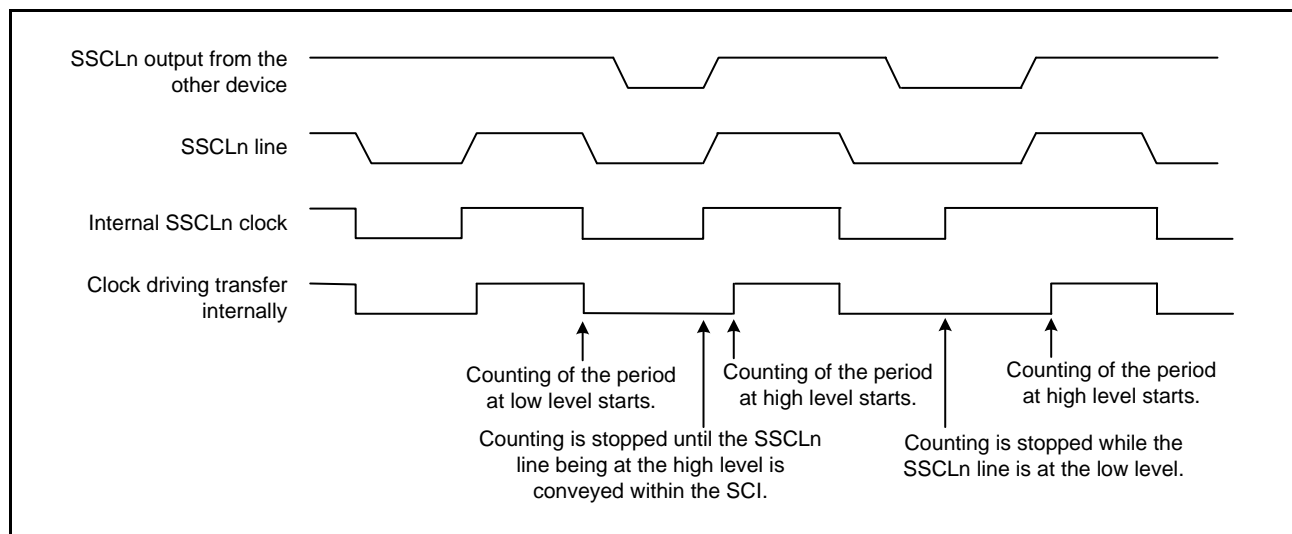 SSCLn output from the
other device
SSCLn line
Internal SSCLn clock
Clock driving transfer
internally
Counting of the period
at low level starts.
Counting of the period
at high level starts.
Counting of the period
at high level starts.
Counting is stopped until the SSCLn
line being at the high level is
conveyed within the SCI.
Counting is stopped while the
SSCLn line is at the low level.